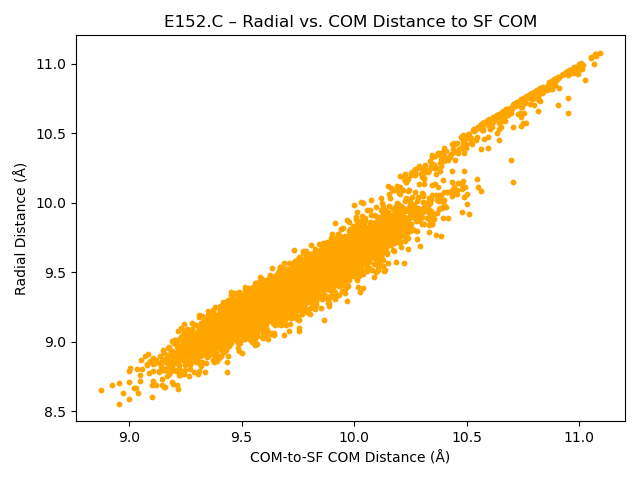 E152.C – Radial vs. COM Distance to SF COM
Radial Distance (Å)
11.0
10.5
10.0
9.5
9.0
8.5
9.0 9.5 10.0 10.5 11.0
COM-to-SF COM Distance (Å)